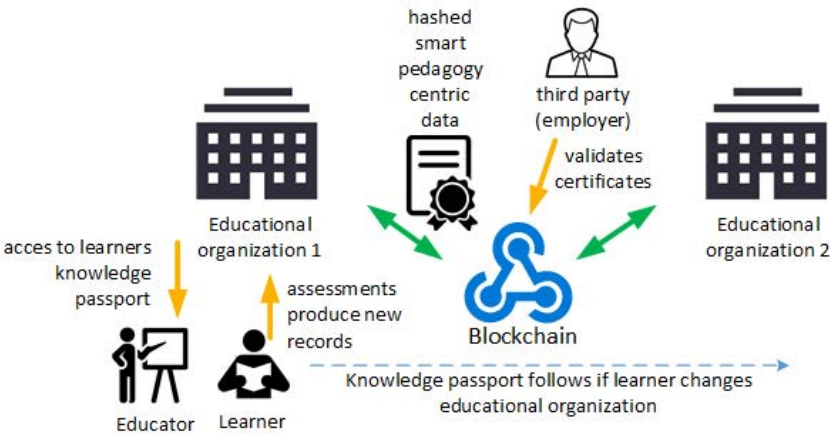 hashed
smart
pedagogy
centric
data
third party
(employer)
validates
certificates
Educational
organization 1
Educational
organization 2
acces to learners
knowledge
passport
assessments
produce new
records
Blockchain
Knowledge passport follows if learner changes
educational organization
Educator
Learner